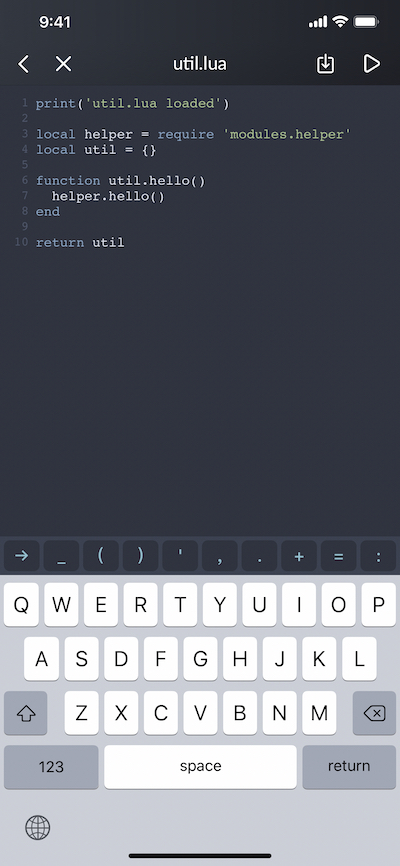 9:41
util.lua
1 print('util.lua loaded')
2
3 local helper = require 'modules.helper'
4 local util = {}
5
6 function util.hello()
7   helper.hello()
8 end
9
10 return util
→ _ ( ) ' , . + = :
Q W E R T Y U I O P
A S D F G H J K L
Z X C V B N M
123 space return